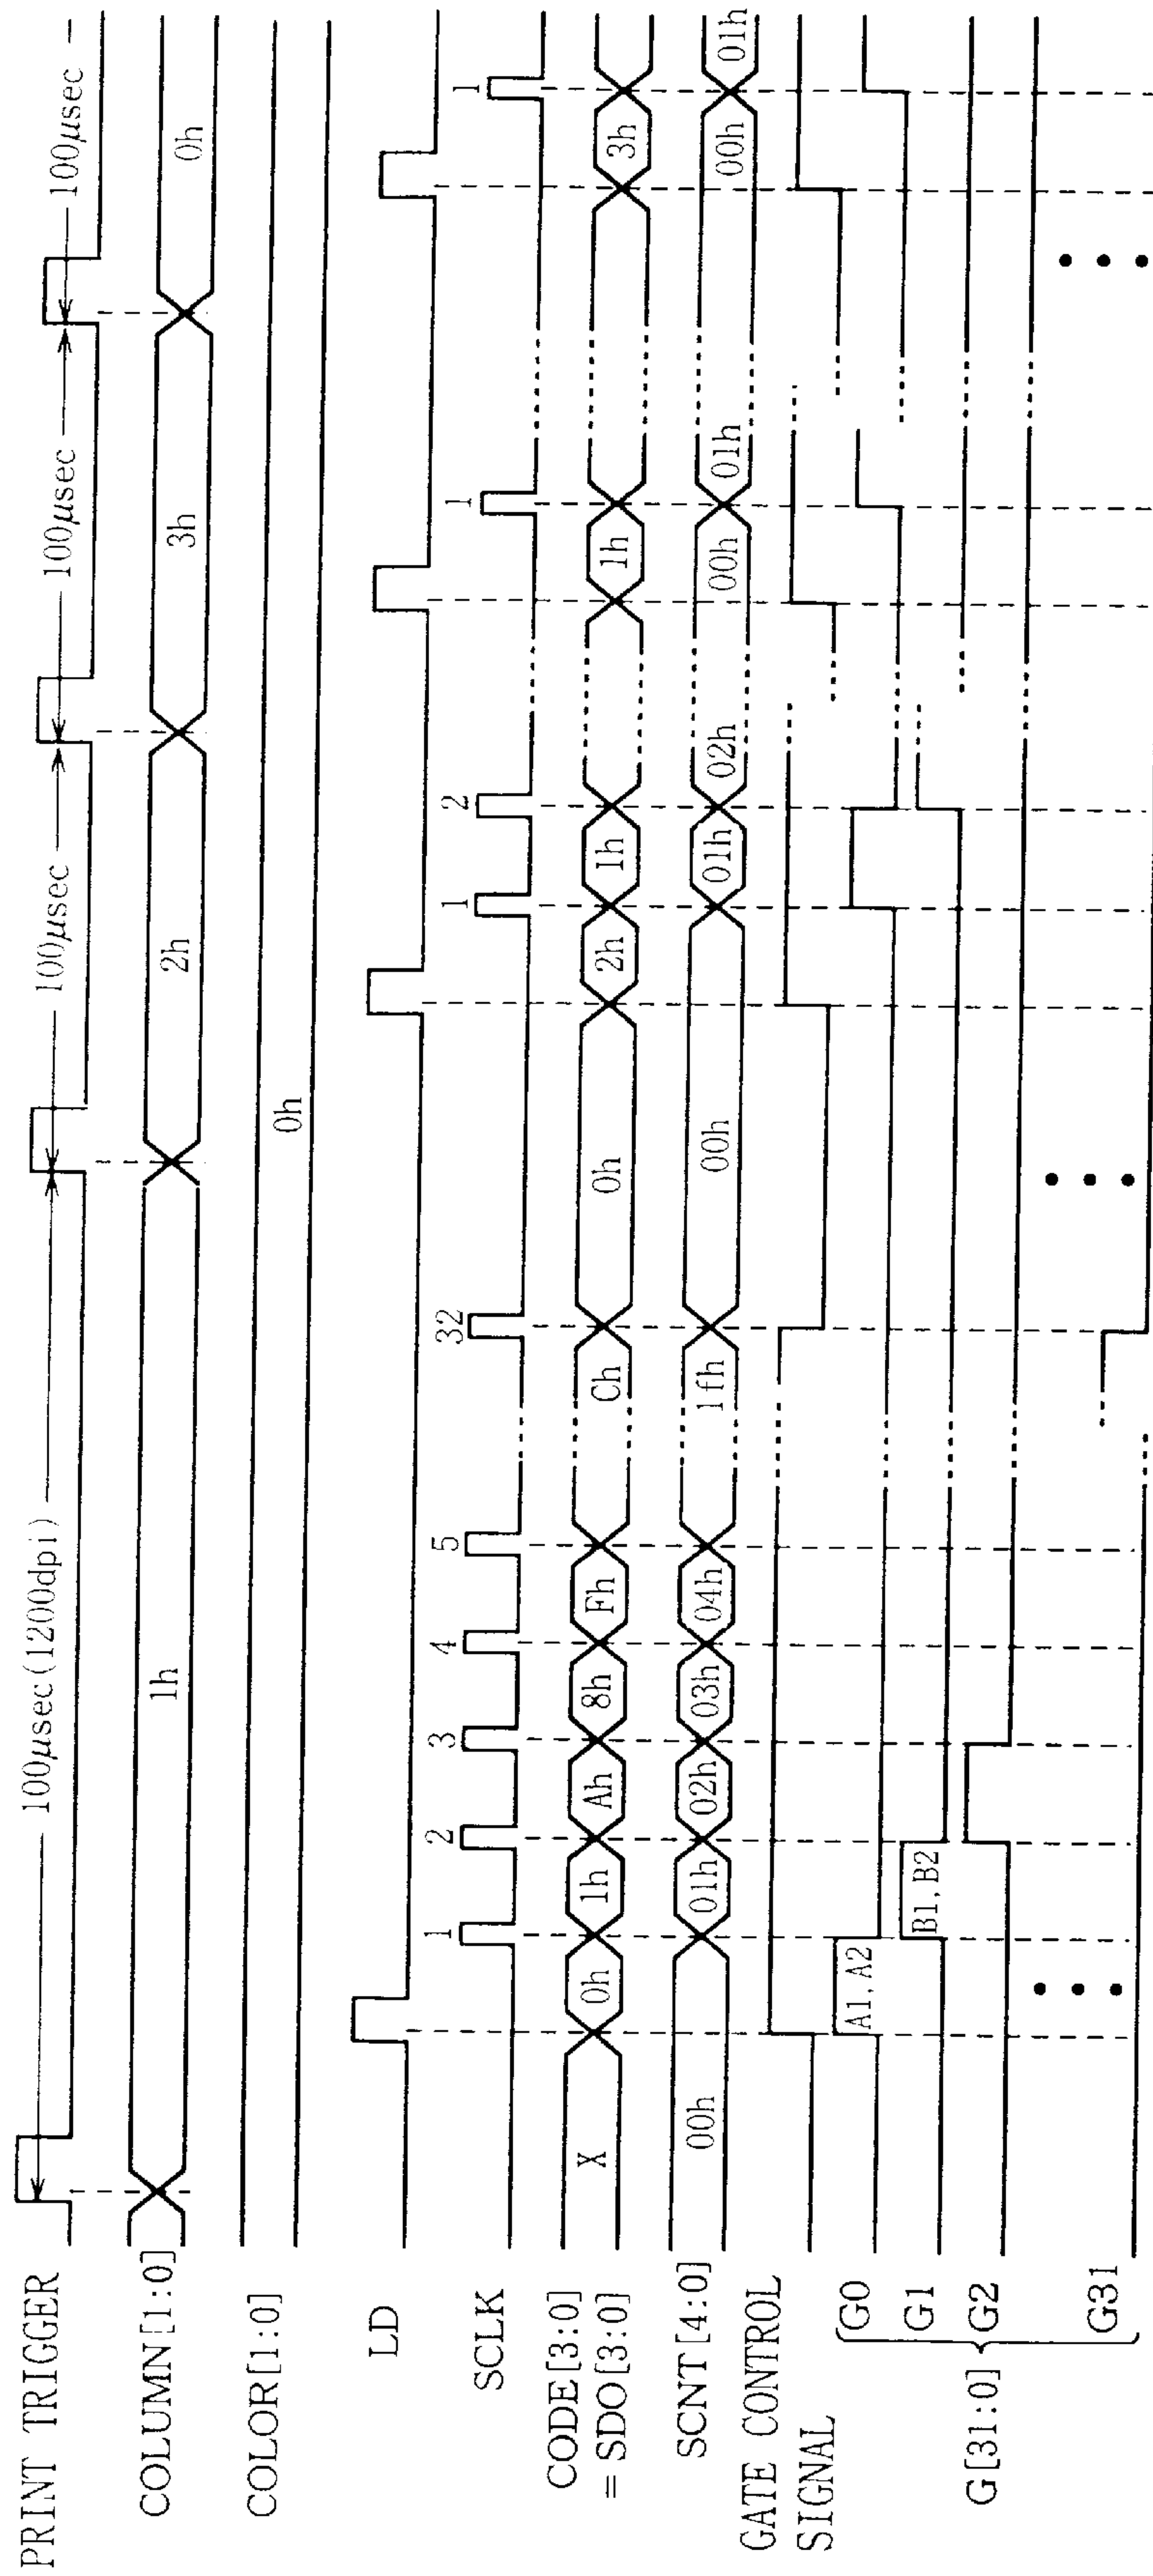 PRINT TRIGGER
100μsec(1200dpi) 100μsec 100μsec 100μsec
COLUMN[1:0]
1h 2h 3h 0h
COLOR[1:0]
0h
LD
SCLK
1 2 3 4 5 32 1 2 1 1
CODE[3:0]
= SDO[3:0]
X 0h 1h Ah 8h Fh Ch 0h 2h 1h 1h 3h
SCNT[4:0]
00h 01h 02h 03h 04h 1fh 00h 01h 02h 00h 01h 00h 01h
GATE CONTROL
SIGNAL
G[31:0]
G0
A1,A2
G1
B1,B2
G2
G31